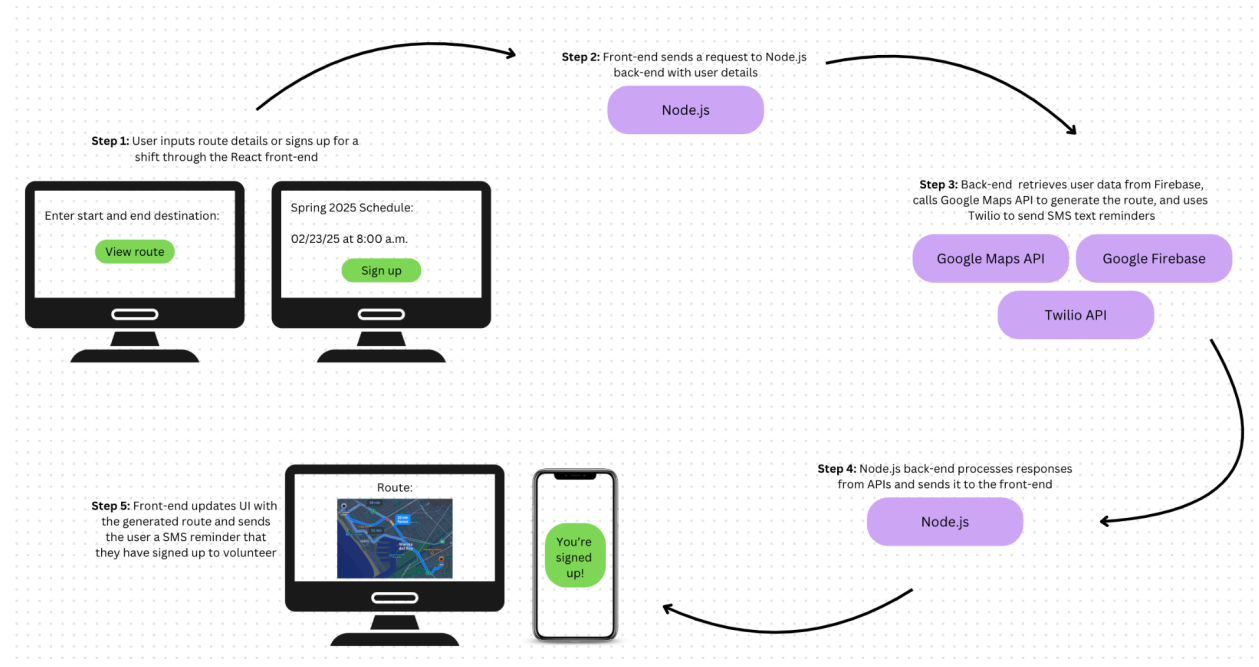 Step 1: User inputs route details or signs up for a
shift through the React front-end
Enter start and end destination:
View route
Spring 2025 Schedule:
02/23/25 at 8:00 a.m.
Sign up
Step 2: Front-end sends a request to Node.js
back-end with user details
Node.js
Step 3: Back-end retrieves user data from Firebase,
calls Google Maps API to generate the route, and uses
Twilio to send SMS text reminders
Google Maps API
Google Firebase
Twilio API
Step 4: Node.js back-end processes responses
from APIs and sends it to the front-end
Node.js
Step 5: Front-end updates UI with
the generated route and sends
the user a SMS reminder that
they have signed up to volunteer
Route:
You're
signed
up!